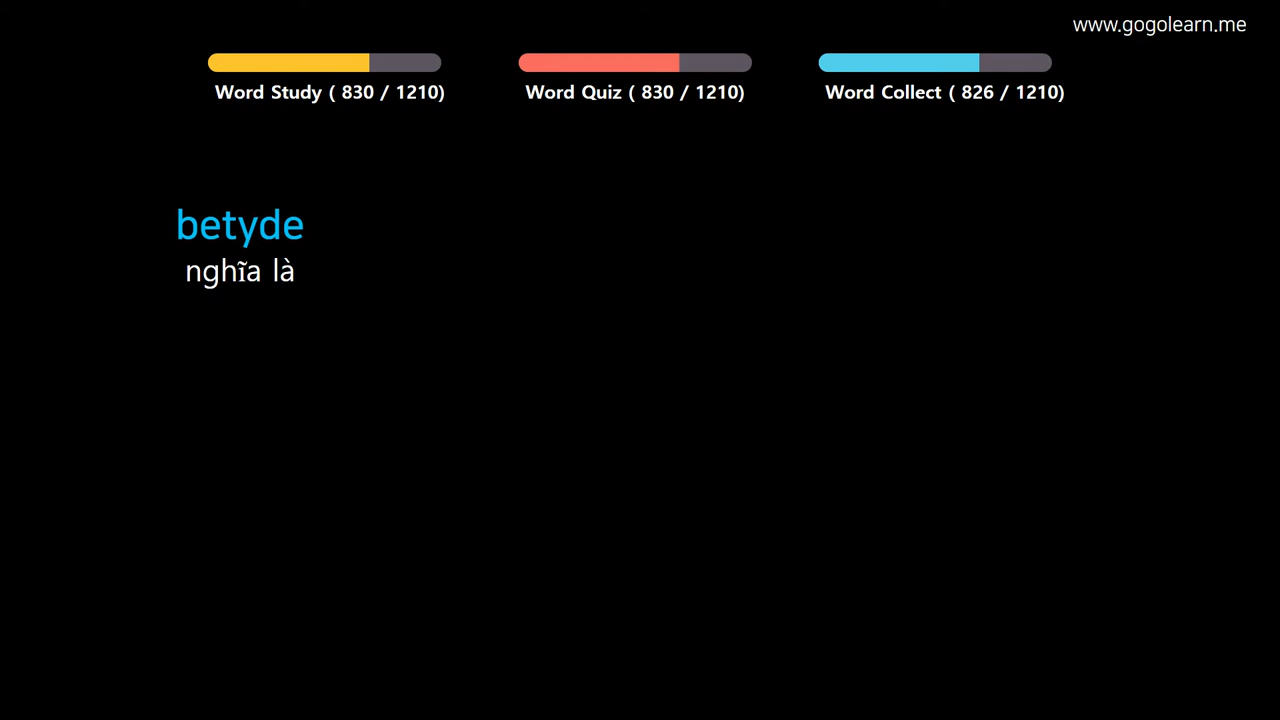 www.gogolearn.me
Word Study ( 830 / 1210)
Word Quiz ( 830 / 1210)
Word Collect ( 826 / 1210)
betyde
nghĩa là